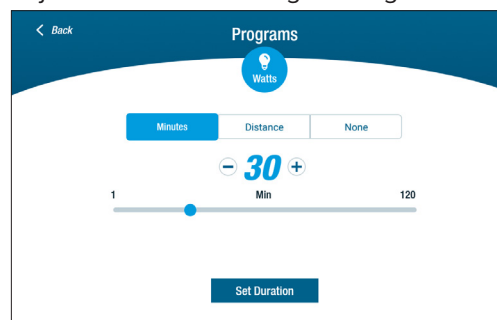 Back
Programs
Watts
Minutes Distance None
30
1 Min 120
Set Duration